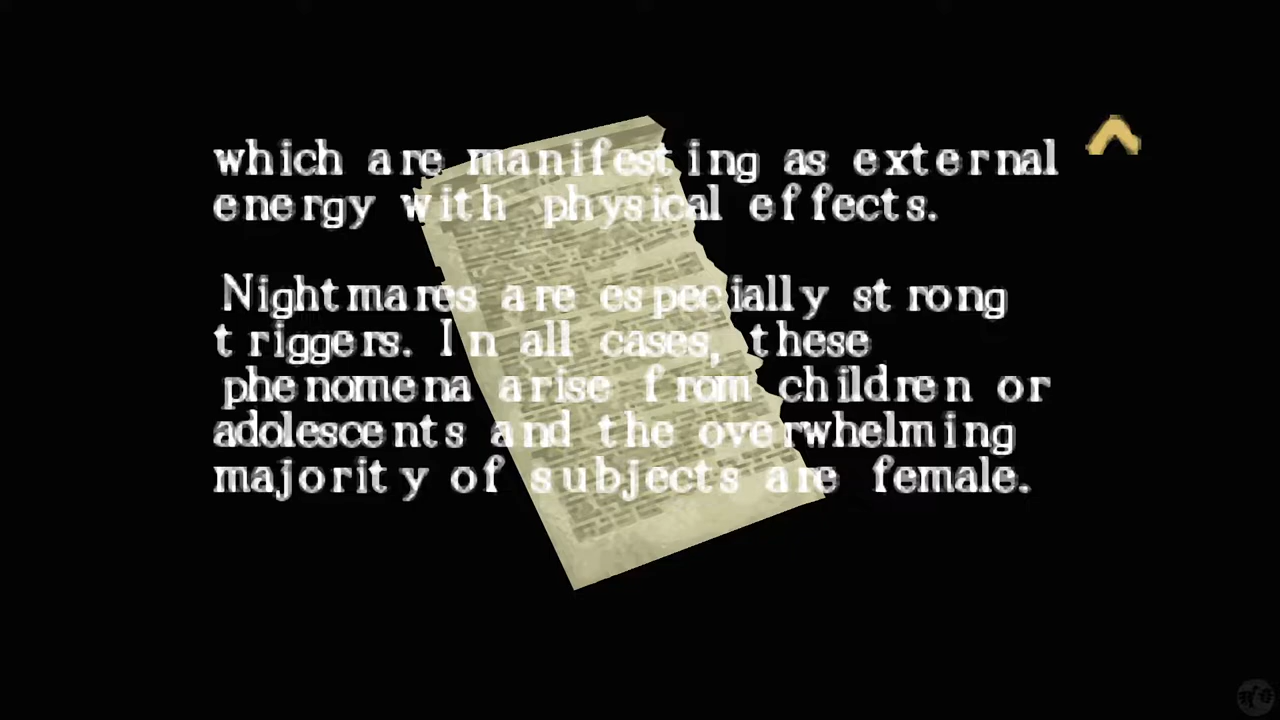 which are manifesting as external
energy with physical effects.
Nightmares are especially strong
triggers. In all cases, these
phenomena arise from children or
adolescents and the overwhelming
majority of subjects are female.